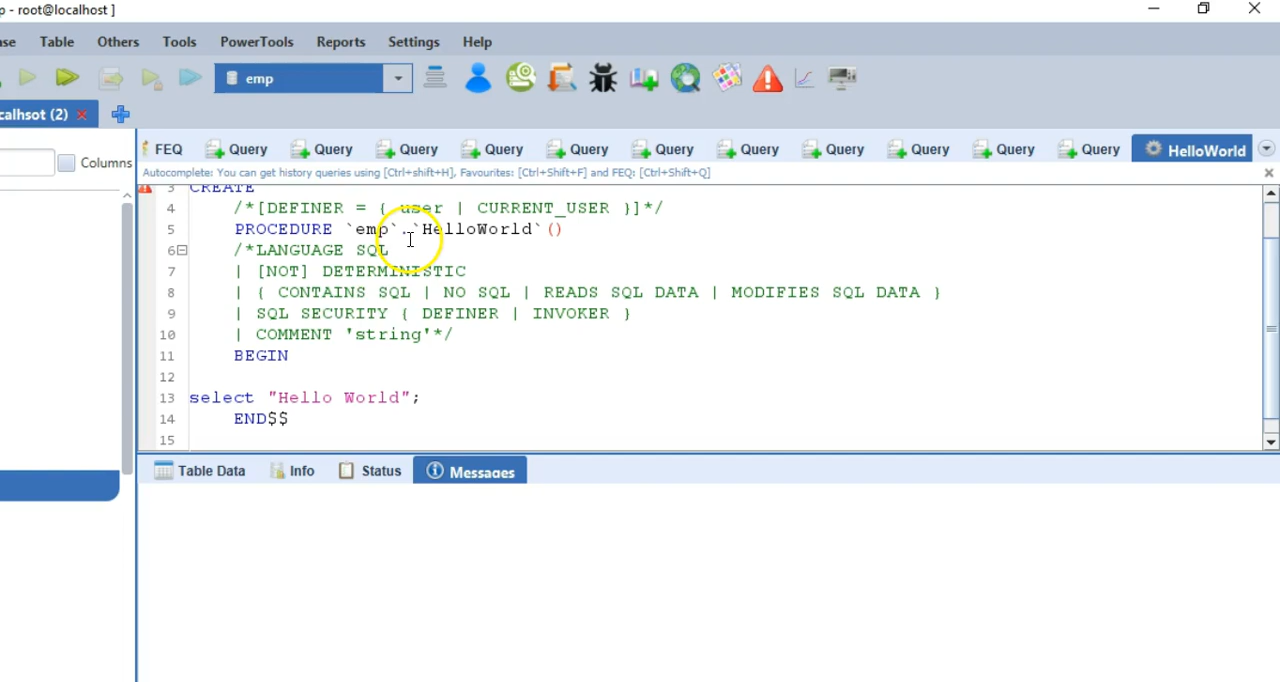 p - root@localhost ]
se Table Others Tools PowerTools Reports Settings Help
emp
calhsot (2)
Columns
FEQ Query Query Query Query Query Query Query Query Query Query Query HelloWorld
Autocomplete: You can get history queries using [Ctrl+shift+H], Favourites: [Ctrl+Shift+F] and FEQ: [Ctrl+Shift+Q]
3 CREATE
4 /*[DEFINER = { user | CURRENT_USER }]*/
5 PROCEDURE `emp`.`HelloWorld`()
6 /*LANGUAGE SQL
7 | [NOT] DETERMINISTIC
8 | { CONTAINS SQL | NO SQL | READS SQL DATA | MODIFIES SQL DATA }
9 | SQL SECURITY { DEFINER | INVOKER }
10 | COMMENT 'string'*/
11 BEGIN
12
13 select "Hello World";
14 END$$
15
Table Data Info Status Messages